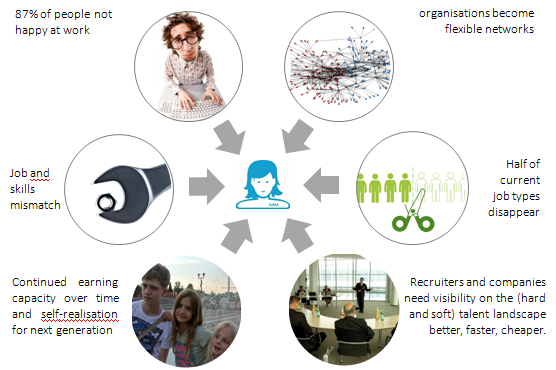 87% of people not
happy at work
organisations become
flexible networks
Job and
skills
mismatch
Half of
current
job types
disappear
Continued earning
capacity over time
and self-realisation
for next generation
Recruiters and companies
need visibility on the (hard
and soft) talent landscape
better, faster, cheaper.